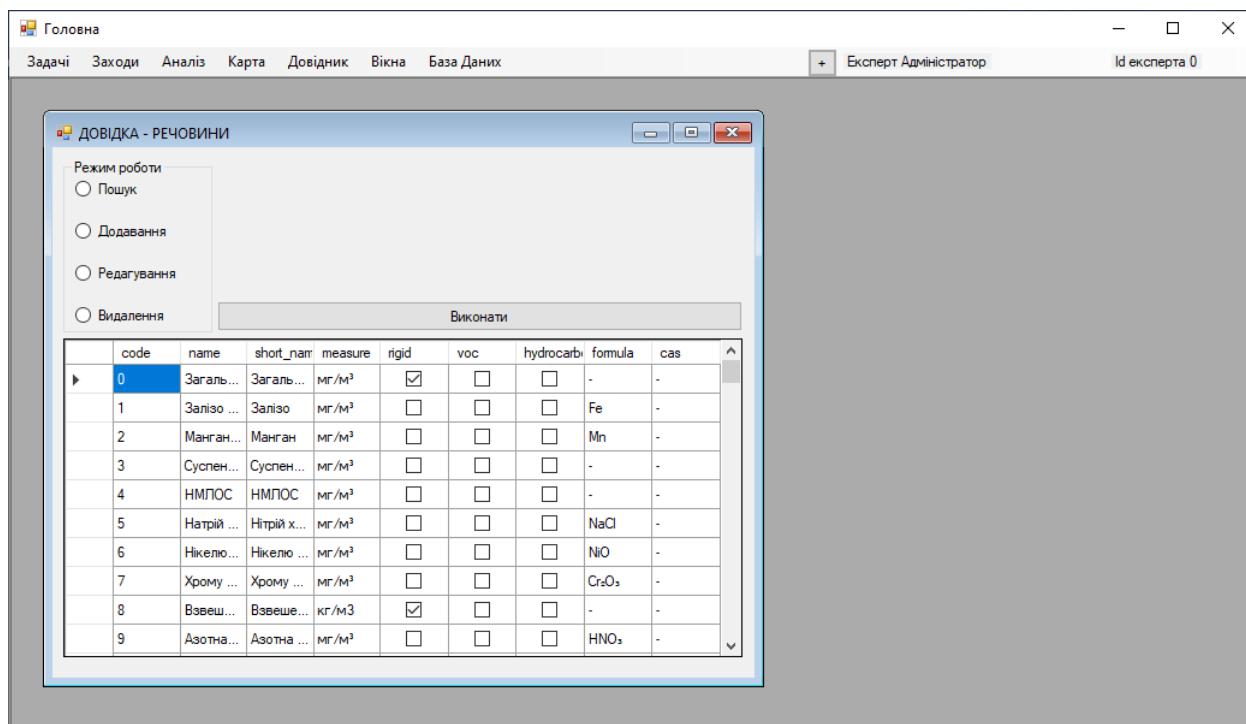 Головна
Задачі Заходи Аналіз Карта Довідник Вікна База Даних + Експерт Адміністратор Id експерта 0
ДОВІДКА - РЕЧОВИНИ
Режим роботи
Пошук
Додавання
Редагування
Видалення
Виконати
code name short_nam measure rigid voc hydrocarb formula cas
0 Загаль... Загаль... мг/м³ - -
1 Залізо ... Залізо мг/м³ Fe -
2 Манган... Манган мг/м³ Mn -
3 Суспен... Суспен... мг/м³ - -
4 НМЛОС НМЛОС мг/м³ - -
5 Натрій ... Нітрій х... мг/м³ NaCl -
6 Нікелю... Нікелю ... мг/м³ NiO -
7 Хрому ... Хрому ... мг/м³ Cr₂O₃ -
8 Взвеш... Взвеше... кг/м3 - -
9 Азотна... Азотна ... мг/м³ HNO₃ -